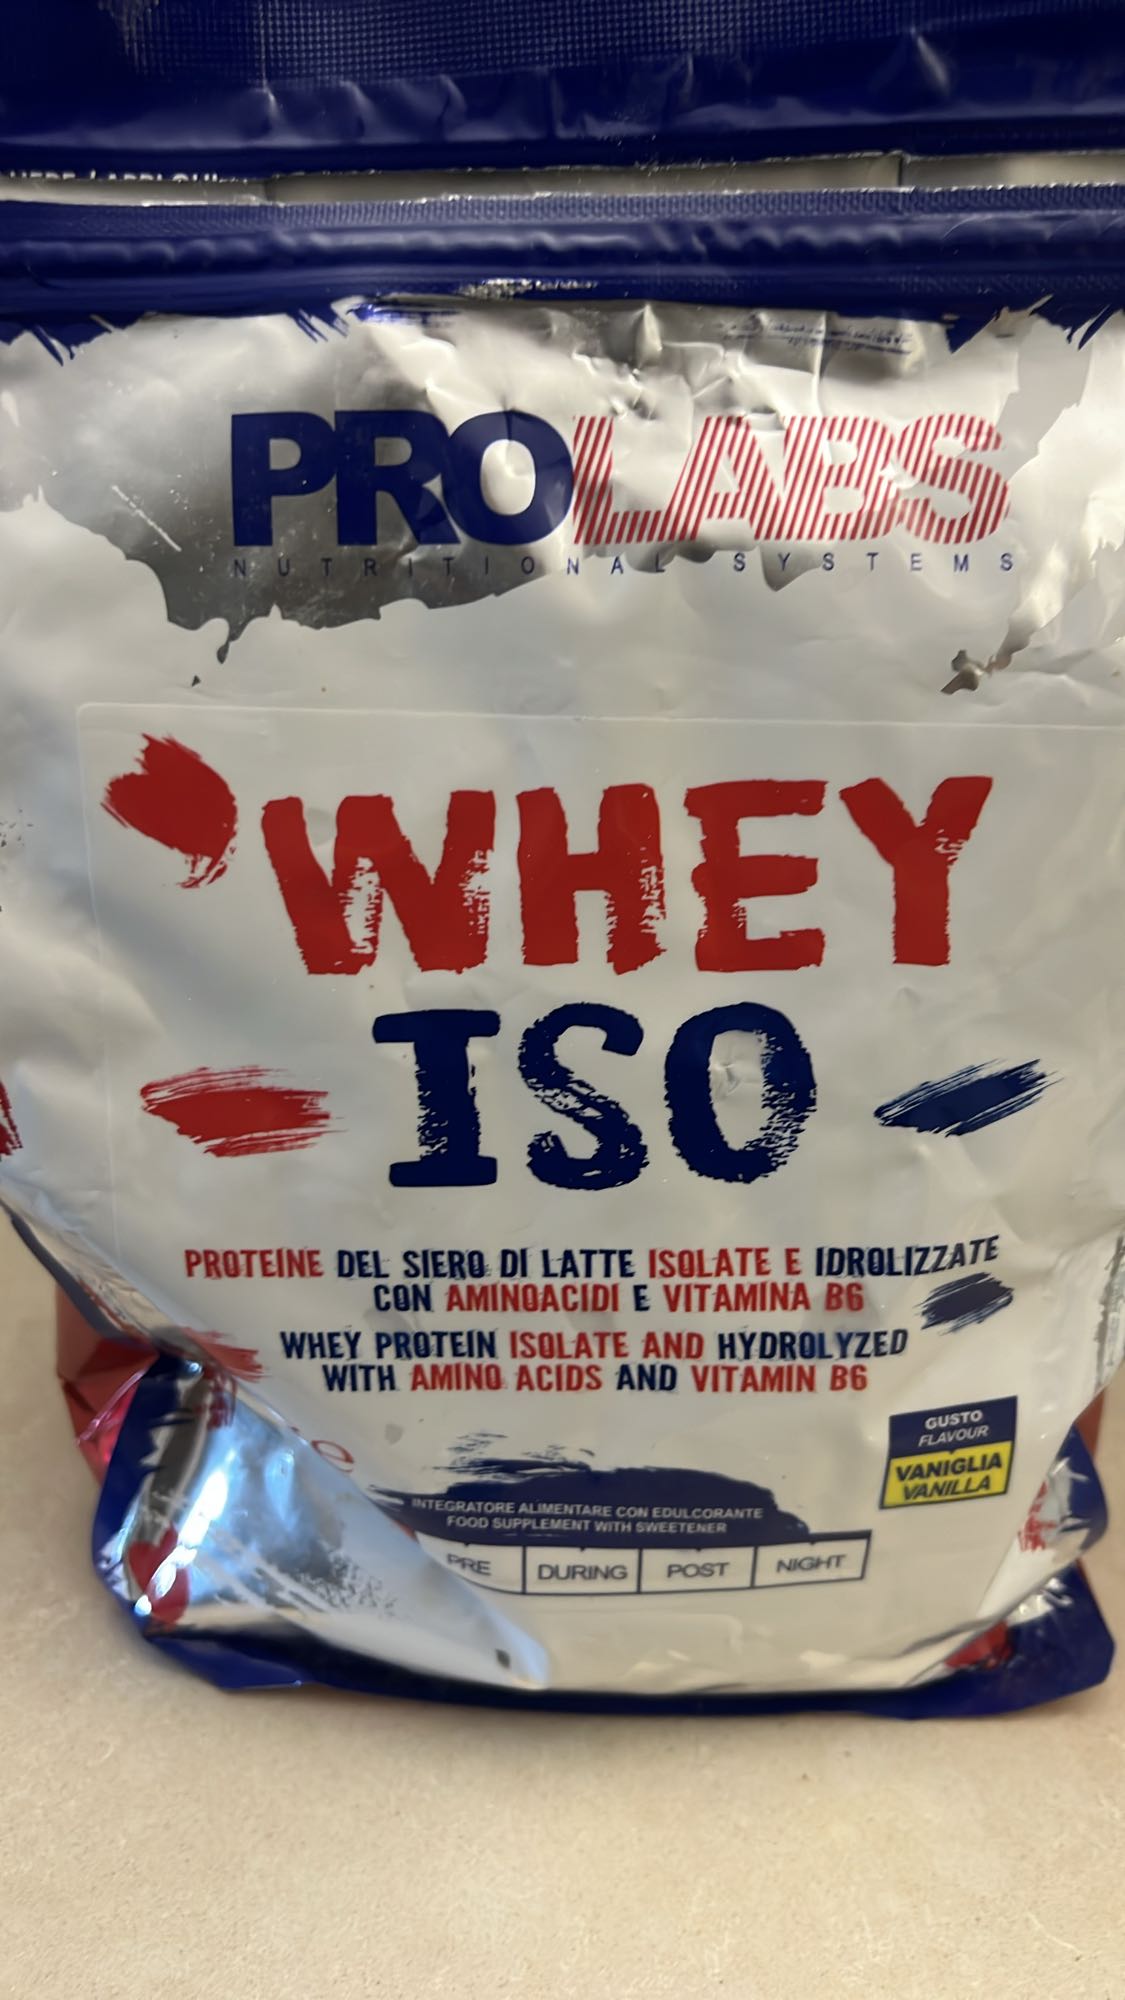 PROLABS
NUTRITIONAL SYSTEMS
WHEY
ISO
PROTEINE DEL SIERO DI LATTE ISOLATE E IDROLIZZATE
CON AMINOACIDI E VITAMINA B6
WHEY PROTEIN ISOLATE AND HYDROLYZED
WITH AMINO ACIDS AND VITAMIN B6
GUSTO
FLAVOUR
VANIGLIA
VANILLA
INTEGRATORE ALIMENTARE CON EDULCORANTE
FOOD SUPPLEMENT WITH SWEETENER
PRE DURING POST NIGHT